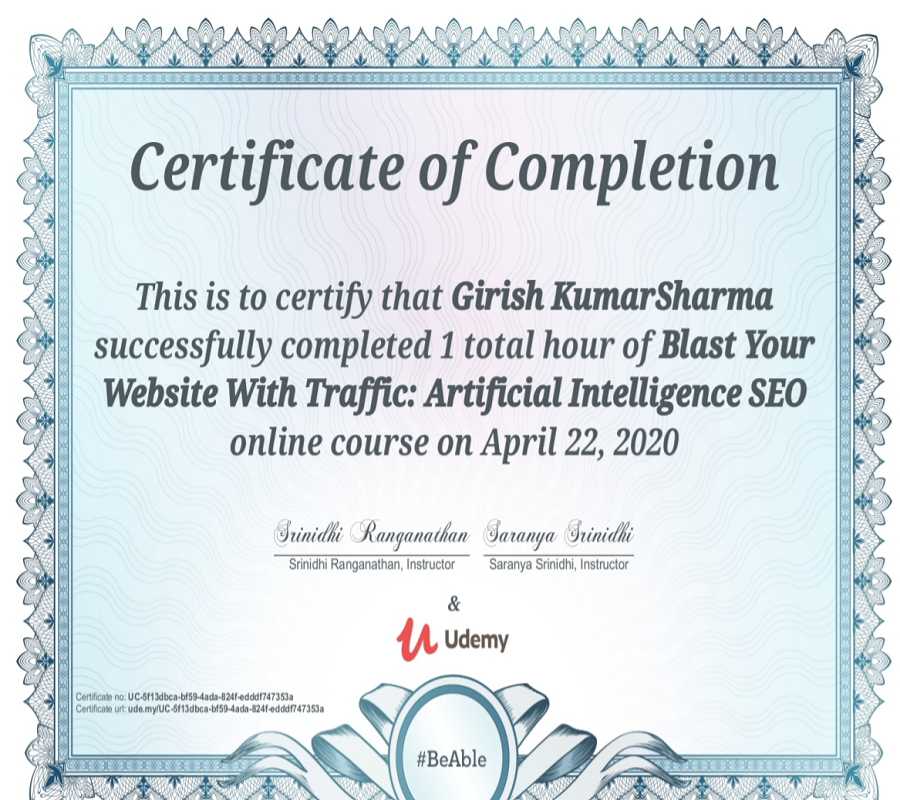 Certificate of Completion
This is to certify that Girish KumarSharma
successfully completed 1 total hour of Blast Your
Website With Traffic: Artificial Intelligence SEO
online course on April 22, 2020
Srinidhi Ranganathan Saranya Srinidhi
Srinidhi Ranganathan, Instructor Saranya Srinidhi, Instructor
&
Udemy
Certificate no: UC-5f13dbca-bf59-4ada-824f-edddf747353a
Certificate url: ude.my/UC-5f13dbca-bf59-4ada-824f-edddf747353a
#BeAble